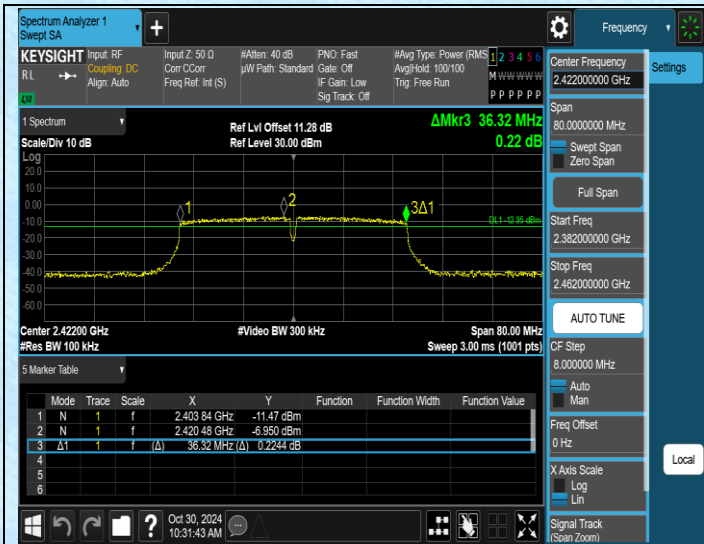 Spectrum Analyzer 1
Swept SA
Frequency
KEYSIGHT
RL
LXI
Input: RF
Coupling: DC
Align: Auto
Input Z: 50 Ω
Corr CCorr
Freq Ref: Int (S)
#Atten: 40 dB
µW Path: Standard
PNO: Fast
Gate: Off
IF Gain: Low
Sig Track: Off
#Avg Type: Power (RMS
Avg|Hold: 100/100
Trig: Free Run
1 2 3 4 5 6
M W W W W W
P P P P P P
Center Frequency
2.422000000 GHz
Settings
1 Spectrum
Scale/Div 10 dB
Ref Lvl Offset 11.28 dB
Ref Level 30.00 dBm
ΔMkr3 36.32 MHz
0.22 dB
Span
80.0000000 MHz
Swept Span
Zero Span
Full Span
Log
20.0
10.0
0.00
-10.0
-20.0
-30.0
-40.0
-50.0
-60.0
1
2
3Δ1
DL1 -12.95 dBm
Start Freq
2.382000000 GHz
Stop Freq
2.462000000 GHz
AUTO TUNE
Center 2.42200 GHz
#Res BW 100 kHz
#Video BW 300 kHz
Span 80.00 MHz
Sweep 3.00 ms (1001 pts)
CF Step
8.000000 MHz
Auto
Man
5 Marker Table
Mode Trace Scale X Y Function Function Width Function Value
1 N 1 f 2.403 84 GHz -11.47 dBm
2 N 1 f 2.420 48 GHz -6.950 dBm
3 Δ1 1 f (Δ) 36.32 MHz (Δ) 0.2244 dB
4
5
6
Freq Offset
0 Hz
X Axis Scale
Log
Lin
Local
Signal Track
(Span Zoom)
?
Oct 30, 2024
10:31:43 AM